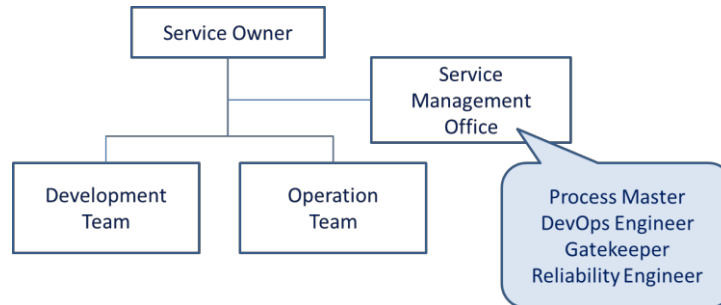 Service Owner
Service
Management
Office
Development
Team
Operation
Team
Process Master
DevOps Engineer
Gatekeeper
Reliability Engineer